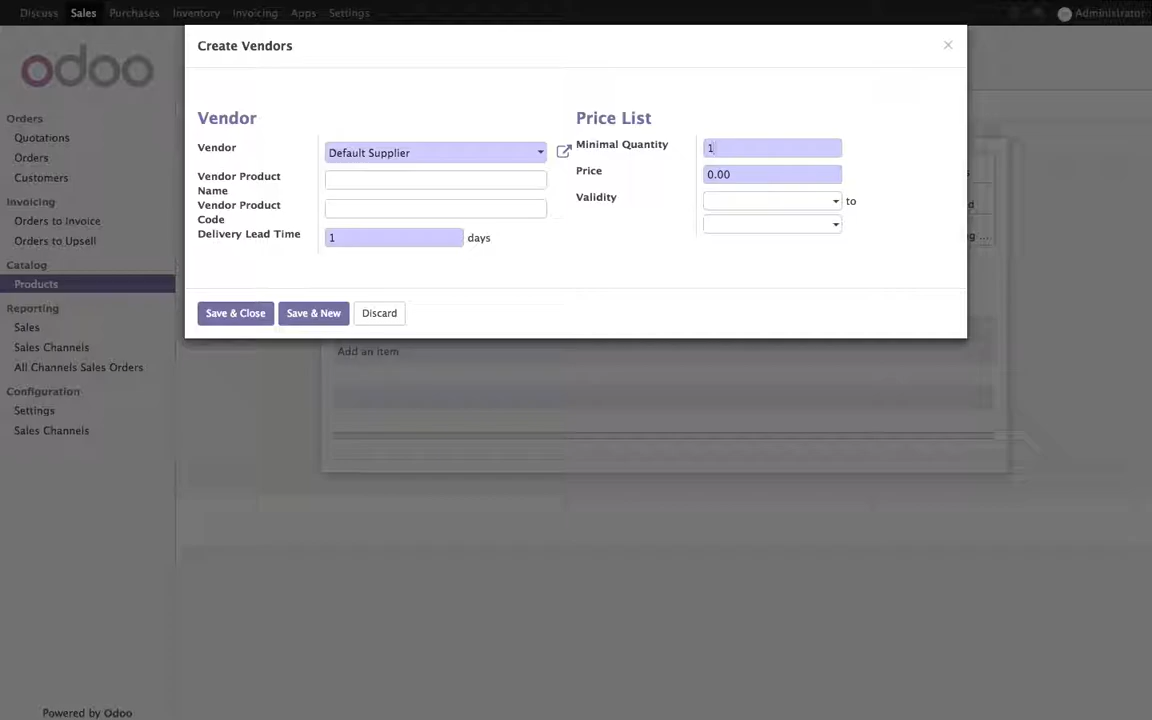 Discuss Sales Purchases Inventory Invoicing Apps Settings Administrator
Create Vendors ×
odoo
Orders
Quotations
Orders
Customers
Invoicing
Orders to Invoice
Orders to Upsell
Catalog
Products
Reporting
Sales
Sales Channels
All Channels Sales Orders
Configuration
Settings
Sales Channels
Vendor
Vendor Default Supplier
Vendor Product
Name
Vendor Product
Code
Delivery Lead Time 1 days
Price List
Minimal Quantity 1
Price 0.00
Validity to
Save & Close Save & New Discard
Add an item
Powered by Odoo